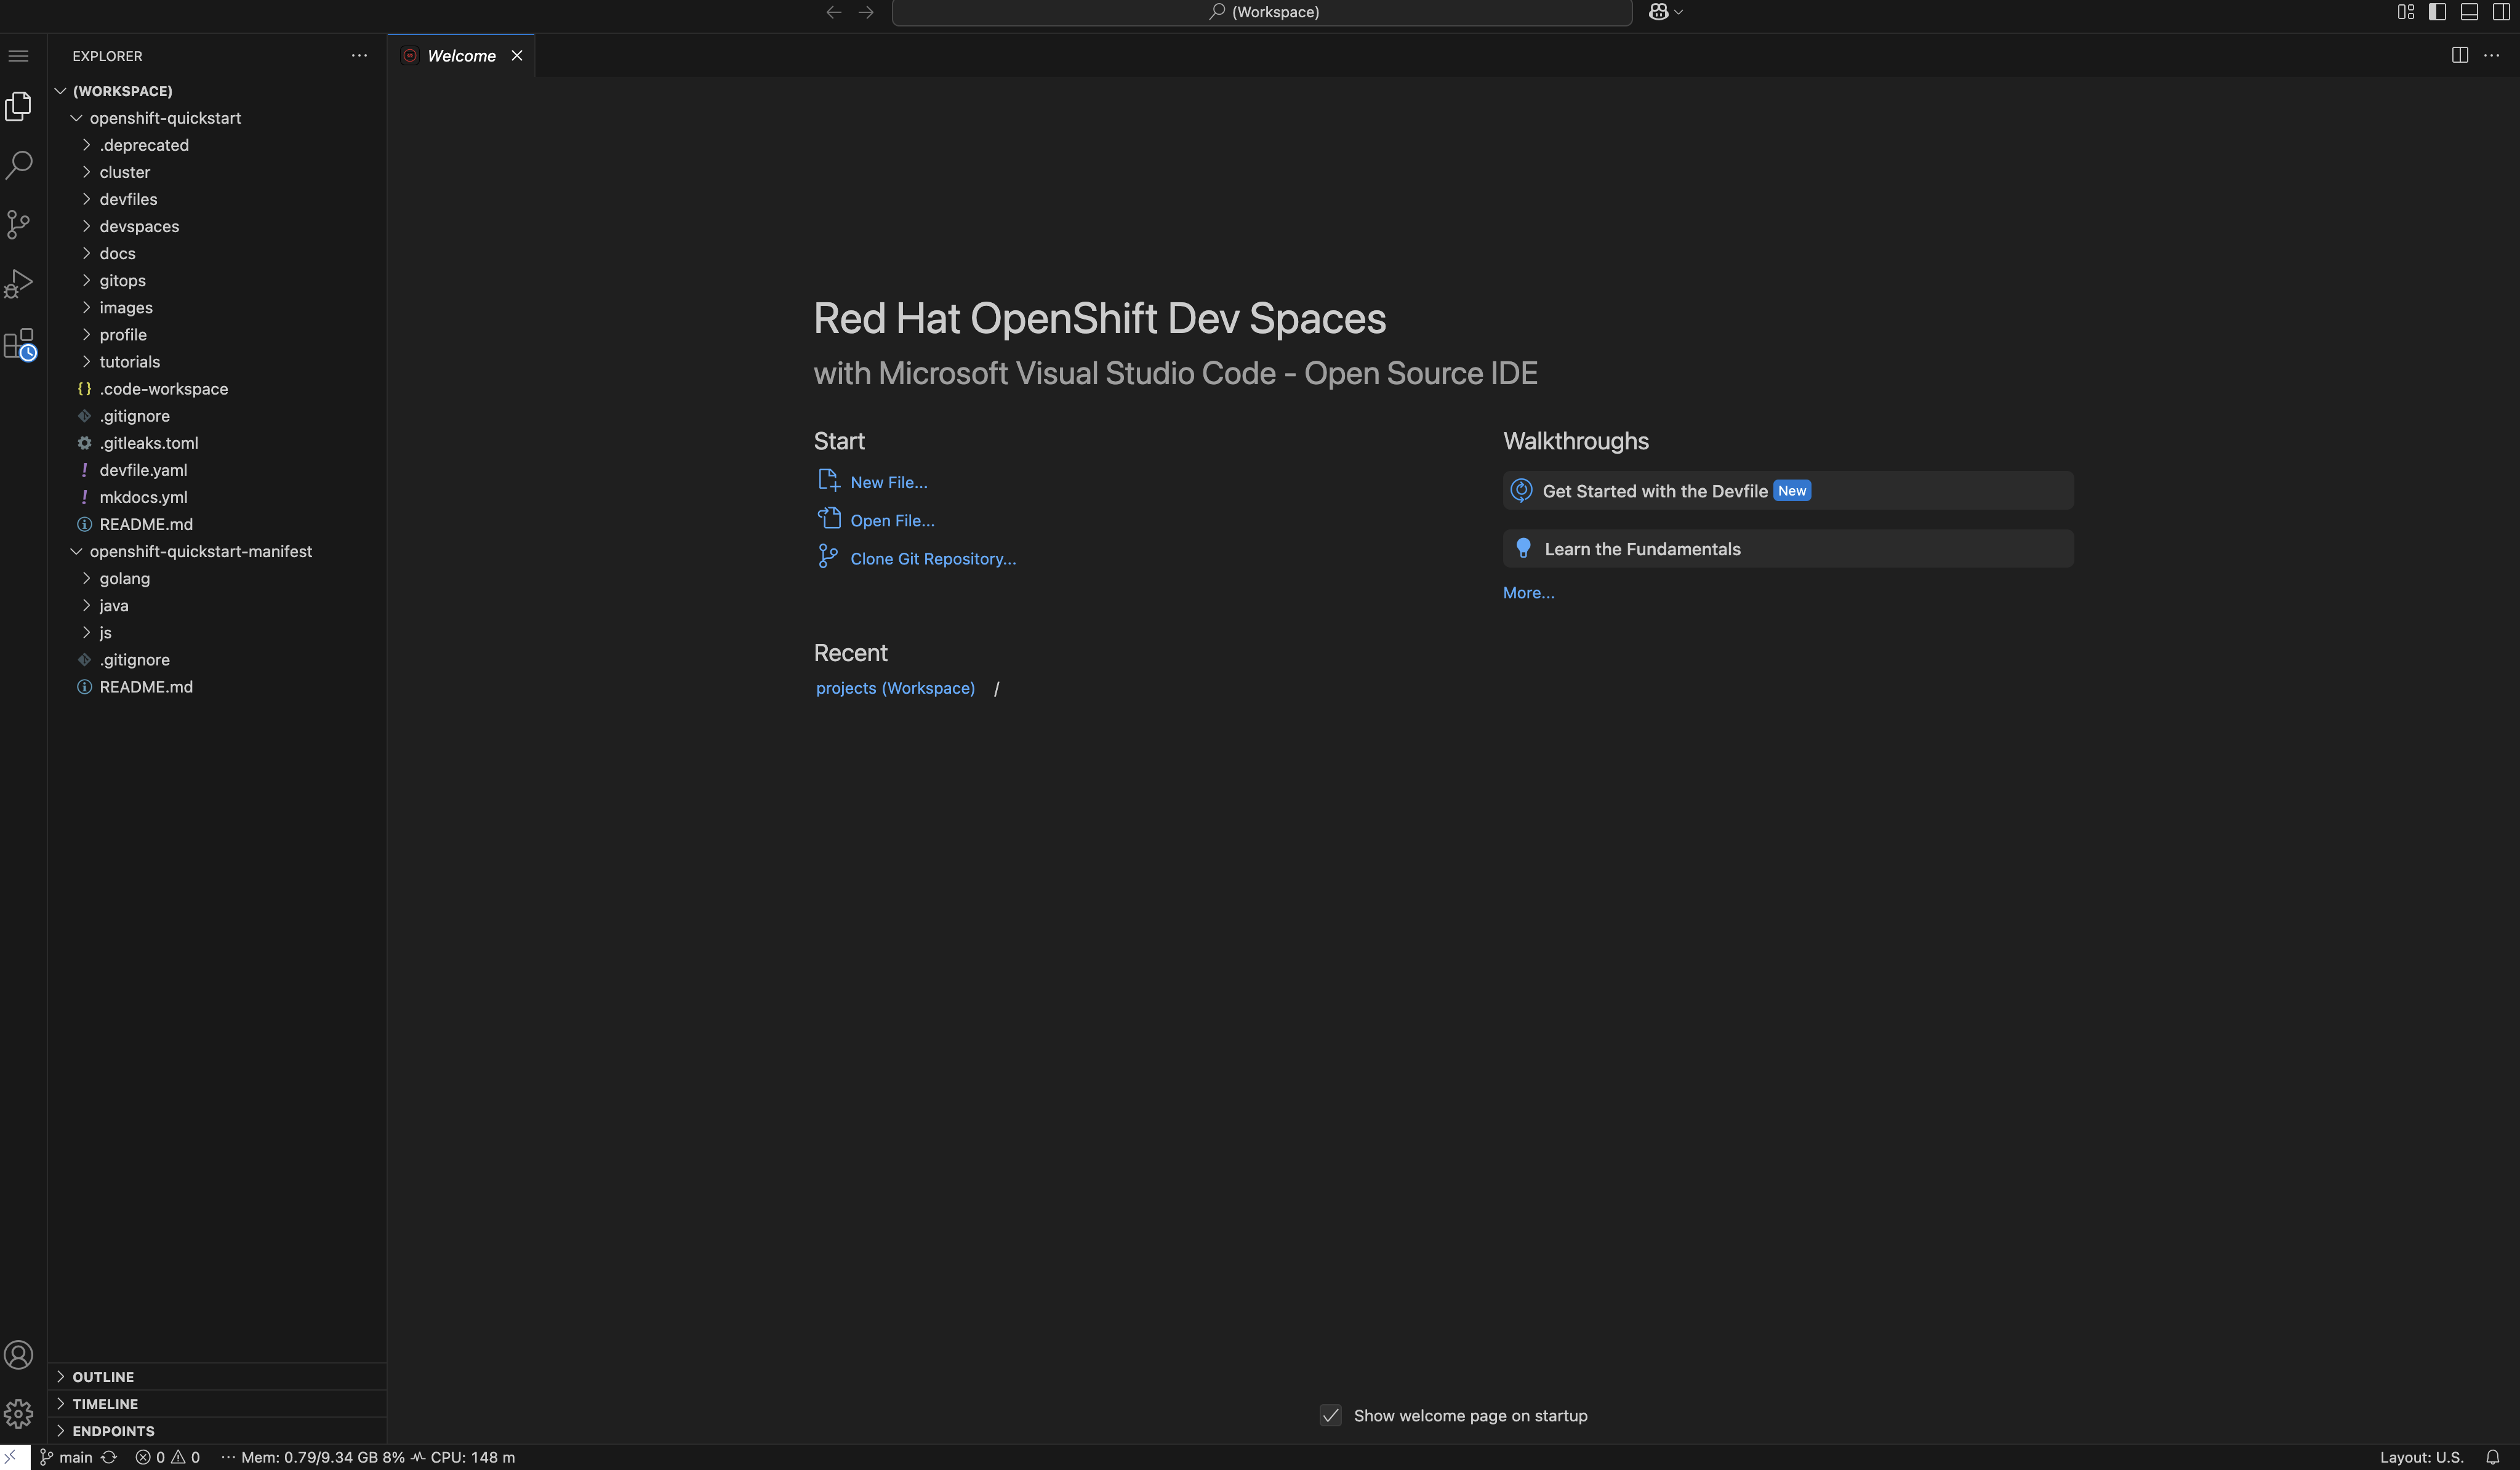 (Workspace)
EXPLORER
Welcome
(WORKSPACE)
openshift-quickstart
.deprecated
cluster
devfiles
devspaces
docs
gitops
images
profile
tutorials
.code-workspace
.gitignore
.gitleaks.toml
devfile.yaml
mkdocs.yml
README.md
openshift-quickstart-manifest
golang
java
js
.gitignore
README.md
OUTLINE
TIMELINE
ENDPOINTS
Red Hat OpenShift Dev Spaces
with Microsoft Visual Studio Code - Open Source IDE
Start
New File...
Open File...
Clone Git Repository...
Recent
projects (Workspace) /
Walkthroughs
Get Started with the Devfile New
Learn the Fundamentals
More...
Show welcome page on startup
main 0 0 ··· Mem: 0.79/9.34 GB 8% CPU: 148 m Layout: U.S.